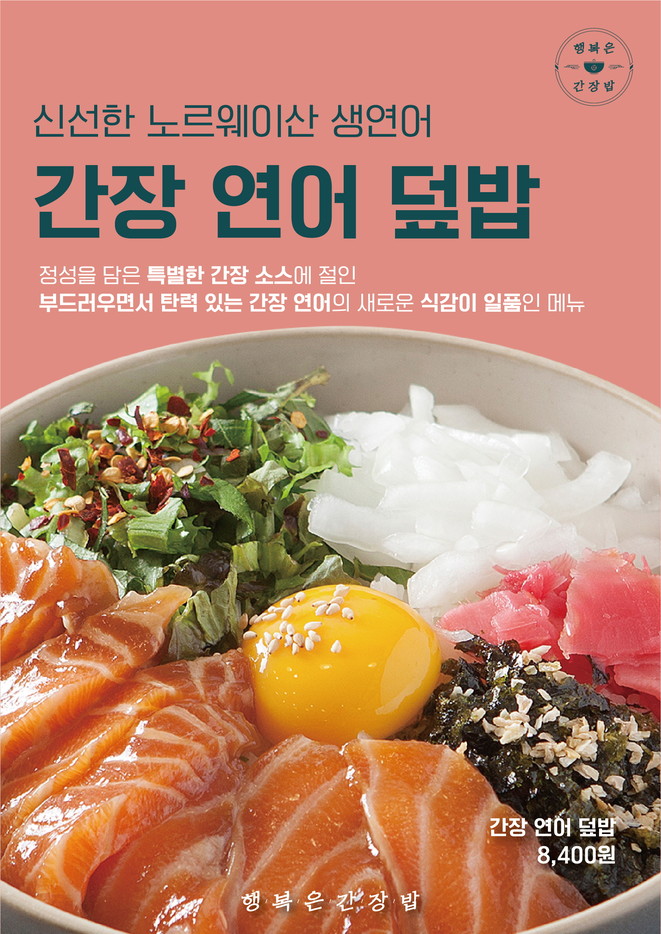 행복은
간장밥
신선한 노르웨이산 생연어
간장 연어 덮밥
정성을 담은 특별한 간장 소스에 절인
부드러우면서 탄력 있는 간장 연어의 새로운 식감이 일품인 메뉴
간장 연어 덮밥
8,400원
행복은간장밥